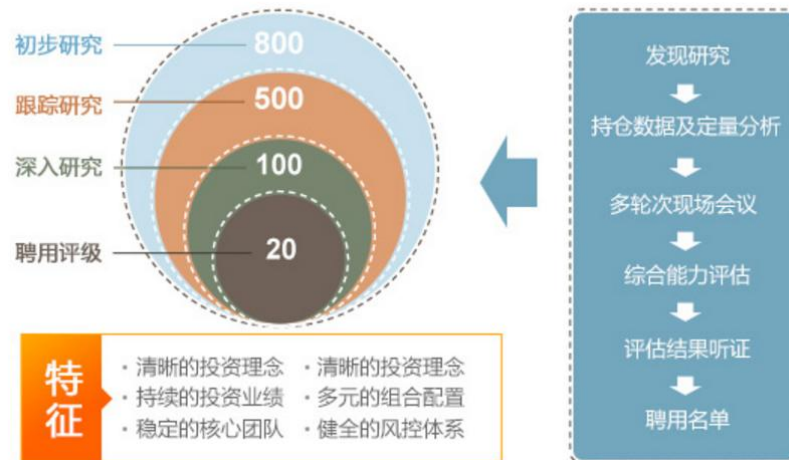 初步研究
800
跟踪研究
500
深入研究
100
聘用评级
20
特征
· 清晰的投资理念
· 清晰的投资理念
· 持续的投资业绩
· 多元的组合配置
· 稳定的核心团队
· 健全的风控体系
发现研究
持仓数据及定量分析
多轮次现场会议
综合能力评估
评估结果听证
聘用名单